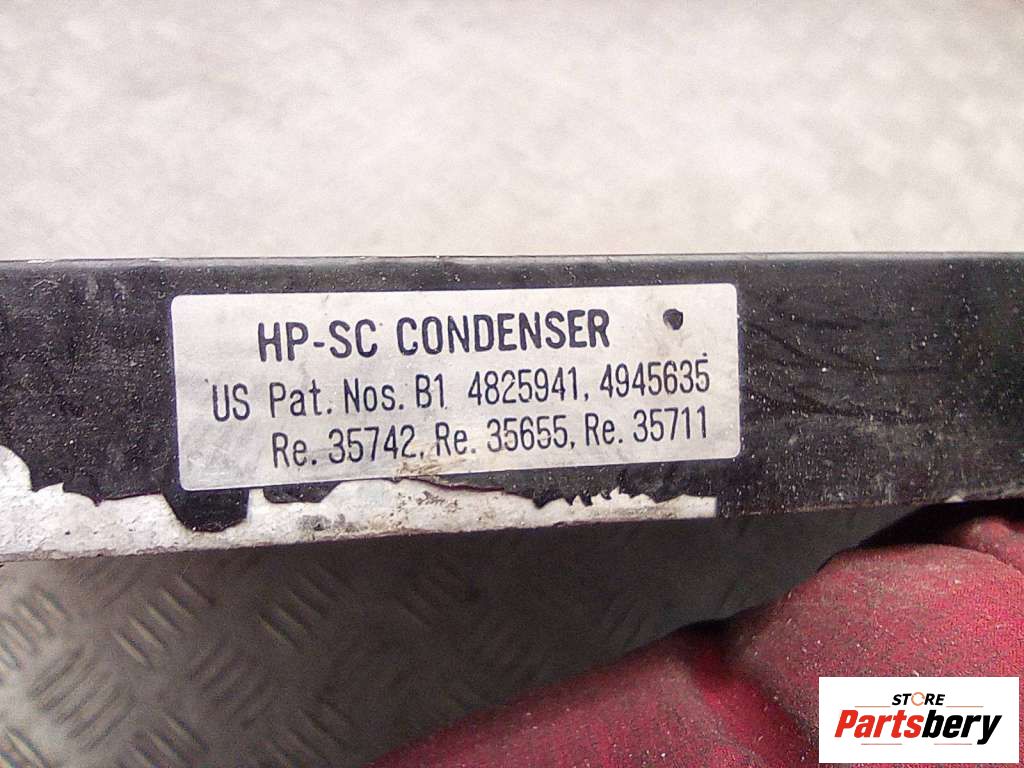 HP-SC CONDENSER
US Pat. Nos. B1 4825941, 4945635
Re. 35742, Re. 35655, Re. 35711
STORE
Partsbery